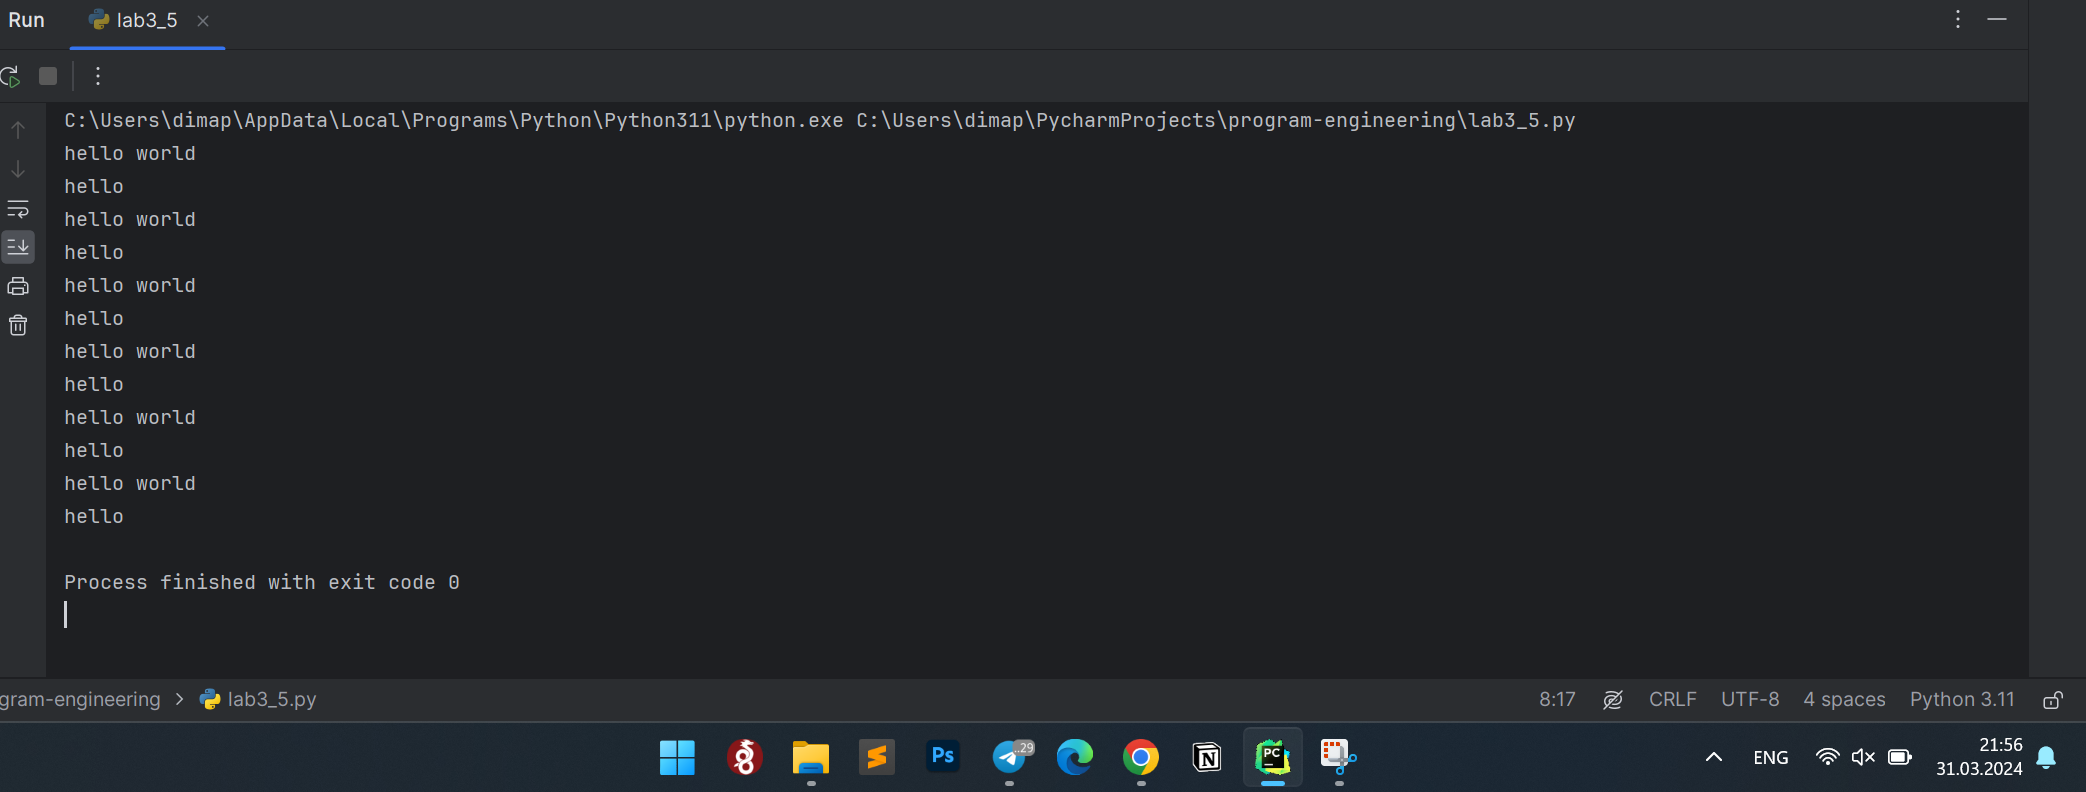 Run lab3_5
C:\Users\dimap\AppData\Local\Programs\Python\Python311\python.exe C:\Users\dimap\PycharmProjects\program-engineering\lab3_5.py
hello world
hello
hello world
hello
hello world
hello
hello world
hello
hello world
hello
hello world
hello
Process finished with exit code 0
gram-engineering > lab3_5.py 8:17 CRLF UTF-8 4 spaces Python 3.11
8 Ps ..29 N PC ENG 21:56
31.03.2024